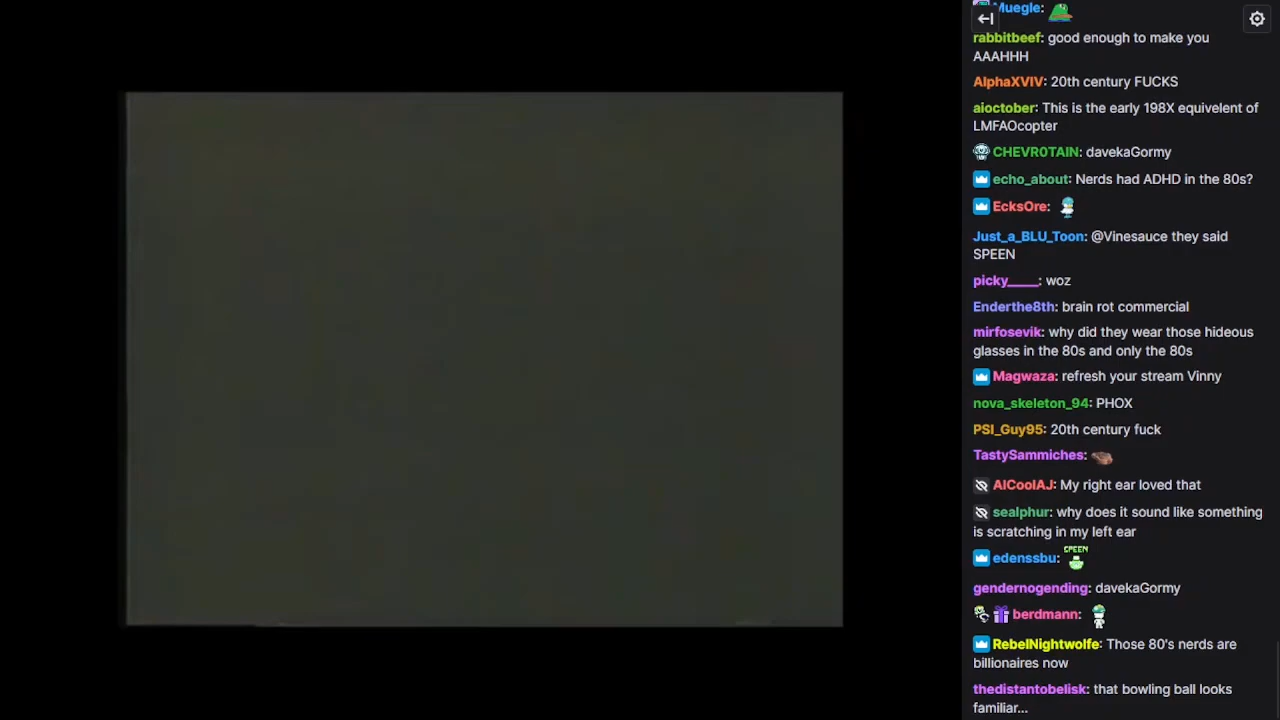 Muegle:
rabbitbeef: good enough to make you
AAAHHH
AlphaXVIV: 20th century FUCKS
aioctober: This is the early 198X equivelent of
LMFAOcopter
CHEVR0TAIN: davekaGormy
echo_about: Nerds had ADHD in the 80s?
EcksOre:
Just_a_BLU_Toon: @Vinesauce they said
SPEEN
picky_____: woz
Enderthe8th: brain rot commercial
mirfosevik: why did they wear those hideous
glasses in the 80s and only the 80s
Magwaza: refresh your stream Vinny
nova_skeleton_94: PHOX
PSI_Guy95: 20th century fuck
TastySammiches:
AlCoolAJ: My right ear loved that
sealphur: why does it sound like something
is scratching in my left ear
edenssbu: SPEEN
gendernogending: davekaGormy
berdmann:
RebelNightwolfe: Those 80's nerds are
billionaires now
thedistantobelisk: that bowling ball looks
familiar...